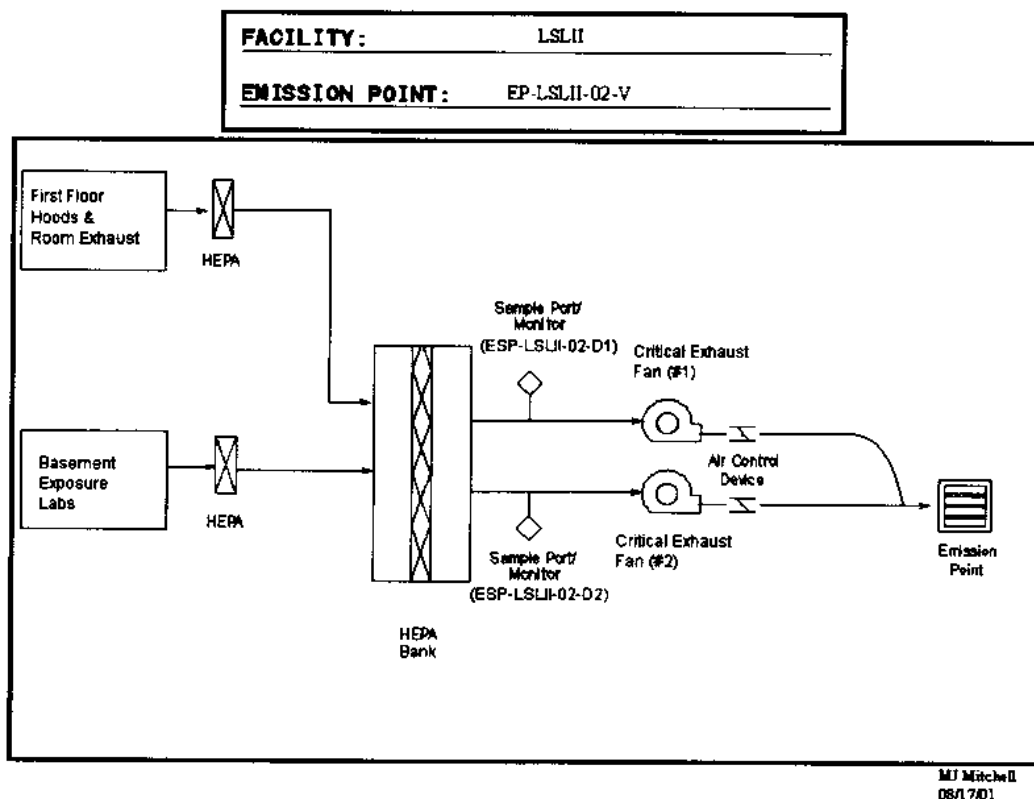 FACILITY: LSLII
EMISSION POINT: EP-LSLII-02-V
First Floor
Hoods &
Room Exhaust
HEPA
Sample Port/
Monitor
(ESP-LSLII-02-D1)
Critical Exhaust
Fan (#1)
Basement
Exposure
Labs
HEPA
Air Control
Device
Sample Port/
Monitor
(ESP-LSLII-02-D2)
Critical Exhaust
Fan (#2)
Emission
Point
HEPA
Bank
MJ Mitchell
08/17/01